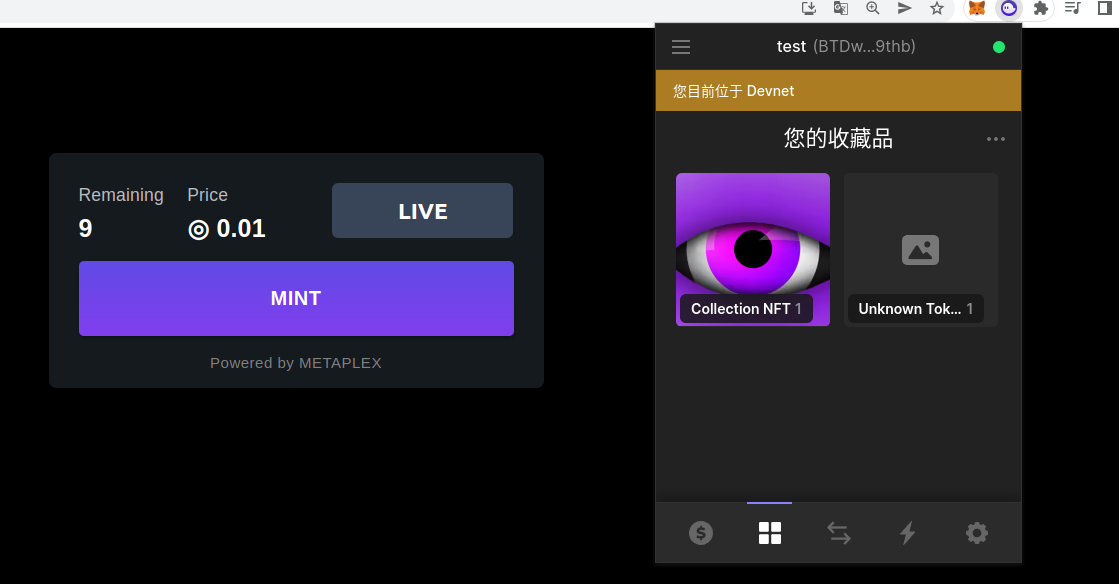 test (BTDw...9thb)
您目前位于 Devnet
您的收藏品
Remaining
9
Price
◎ 0.01
LIVE
MINT
Powered by METAPLEX
Collection NFT 1
Unknown Tok... 1